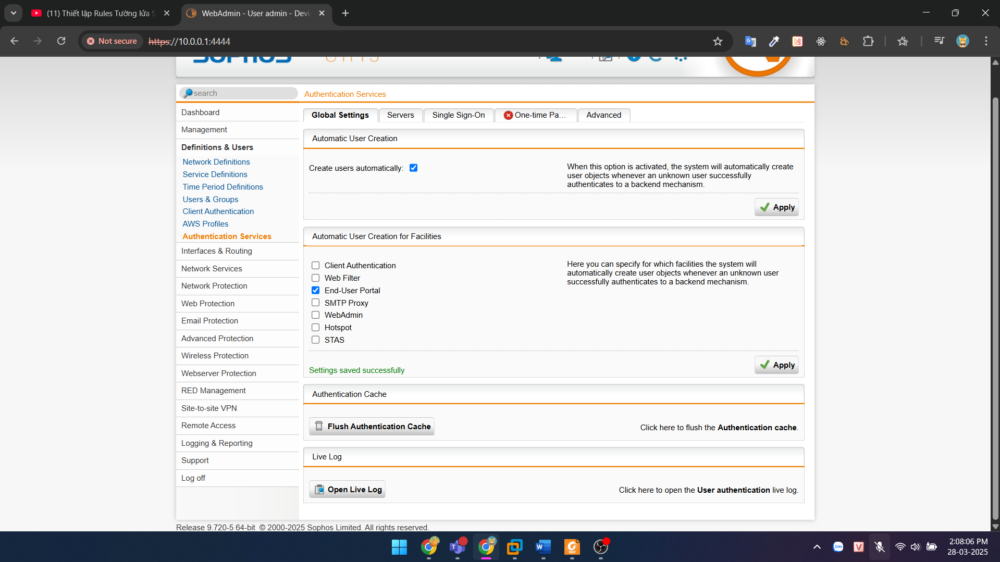 (11) Thiết lập Rules Tường lửa S
WebAdmin - User admin - Devi
Not secure
https://10.0.0.1:4444
SOPHOS
search
Authentication Services
Dashboard
Management
Definitions & Users
Network Definitions
Service Definitions
Time Period Definitions
Users & Groups
Client Authentication
AWS Profiles
Authentication Services
Interfaces & Routing
Network Services
Network Protection
Web Protection
Email Protection
Advanced Protection
Wireless Protection
Webserver Protection
RED Management
Site-to-site VPN
Remote Access
Logging & Reporting
Support
Log off
Global Settings
Servers
Single Sign-On
One-time Pa...
Advanced
Automatic User Creation
Create users automatically:
When this option is activated, the system will automatically create
user objects whenever an unknown user successfully
authenticates to a backend mechanism.
Apply
Automatic User Creation for Facilities
Client Authentication
Web Filter
End-User Portal
SMTP Proxy
WebAdmin
Hotspot
STAS
Here you can specify for which facilities the system will
automatically create user objects whenever an unknown user
successfully authenticates to a backend mechanism.
Settings saved successfully
Apply
Authentication Cache
Flush Authentication Cache
Click here to flush the Authentication cache.
Live Log
Open Live Log
Click here to open the User authentication live log.
Release 9.720-5 64-bit © 2000-2025 Sophos Limited. All rights reserved.
2:08:06 PM
28-03-2025